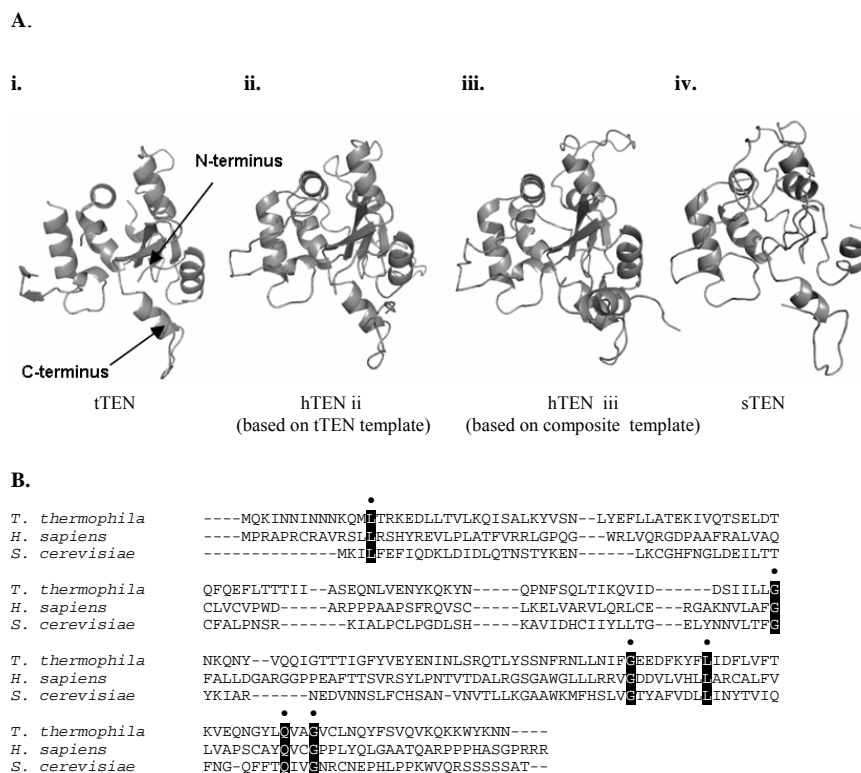 A.
i. ii. iii. iv.
N-terminus
C-terminus
tTEN hTEN ii hTEN iii sTEN
(based on tTEN template) (based on composite template)
B.
T. thermophila ----MQKINNINNNKQMLTRKEDLLTVLKQISALKYVSN--LYEFLLATEKIVQTSELDT
H. sapiens ----MPRAPRCRAVRSLLRSHYREVLPLATFVRRLGPQG--WRLVQRGDPAAFRALVAQ
S. cerevisiae --------------MKILFEFIQDKLDIDLQTNSTYKEN------LKCGHFNGLDEILTT
T. thermophila QFQEFLTTTII--ASEQNLVENYKQKYN-----QPNFSQLTIKQVID-----DSIILLG
H. sapiens CLVCVPWD-----ARPPPAAPSFRQVSC-----LKELVARVLQRLCE---RGAKNVLAFG
S. cerevisiae CFALPNSR-----KIALPCLPGDLSH------KAVIDHCIIYLLTG---ELYNNVLTFG
T. thermophila NKQNY--VQQIGTTTIGFYVEYENINLSRQTLYSSNFRNLLNIFGEEDFKYFLIDFLVFT
H. sapiens FALLDGARGGPPEAFTTSVRSYLPNTVTDALRGSGAWGLLLRRVGDDVLVHLLARCALFV
S. cerevisiae YKIAR-----NEDVNNSLFCHSAN-VNVTLLKGAAWKMFHSLVGTYAFVDLLINYTVIQ
T. thermophila KVEQNGYLQVAGVCLNQYFSVQVKQKKWYKNN----
H. sapiens LVAPSCAYQVCGPPLYQLGAATQARPPPHASGPRRR
S. cerevisiae FNG-QFFTQIVGNRCNEPHLPPKWVQRSSSSSAT--